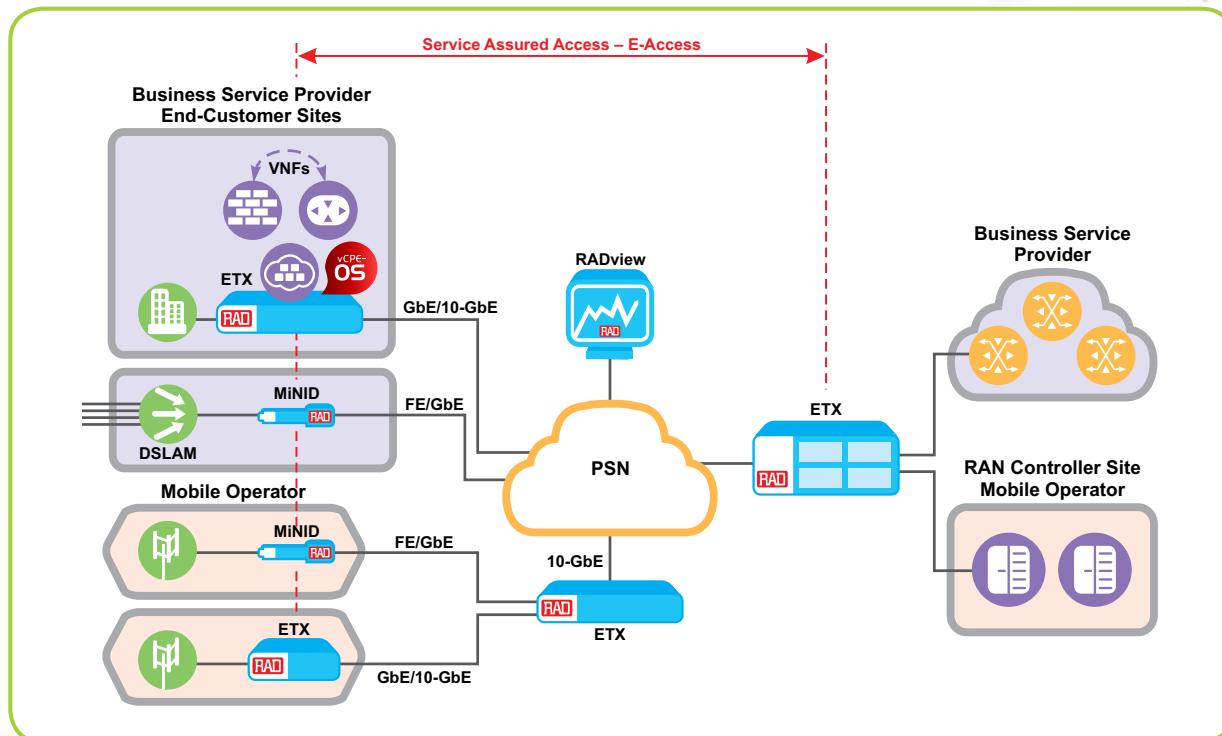 Service Assured Access – E-Access
Business Service Provider
End-Customer Sites
VNFs
vCPE-
OS
ETX
RAD
GbE/10-GbE
MiNID
RAD
FE/GbE
DSLAM
Mobile Operator
MiNID
RAD
FE/GbE
ETX
RAD
GbE/10-GbE
RADview
RAD
PSN
10-GbE
RAD
ETX
ETX
RAD
Business Service
Provider
RAN Controller Site
Mobile Operator